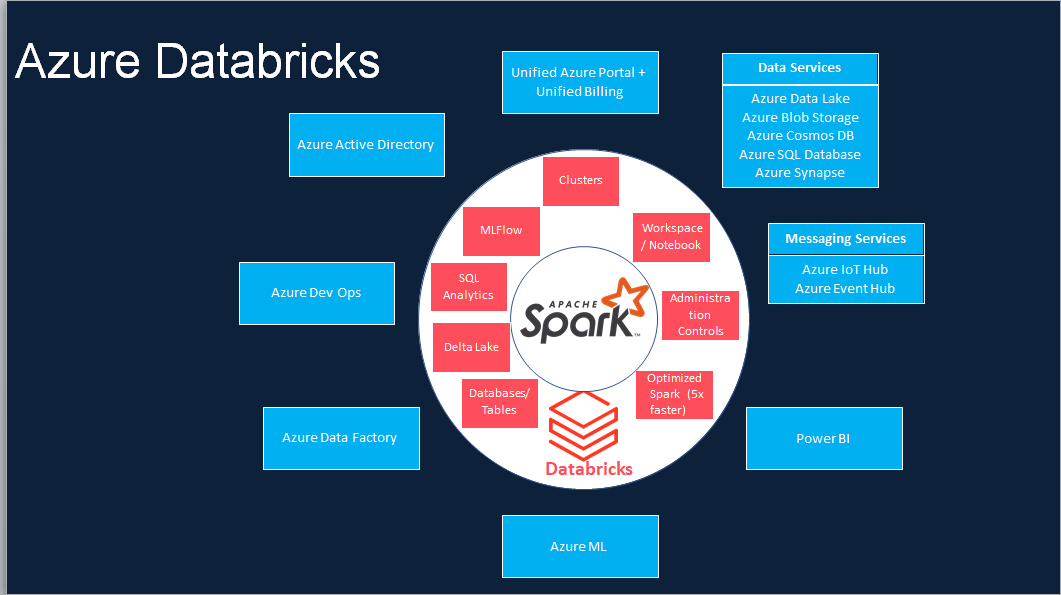 Azure Databricks
Unified Azure Portal +
Unified Billing
Data Services
Azure Data Lake
Azure Blob Storage
Azure Cosmos DB
Azure SQL Database
Azure Synapse
Azure Active Directory
Clusters
MLFlow
Workspace
/ Notebook
Messaging Services
Azure IoT Hub
Azure Event Hub
Azure Dev Ops
SQL
Analytics
APACHE
Spark
TM
Administra
tion
Controls
Delta Lake
Databases/
Tables
Optimized
Spark (5x
faster)
Databricks
Azure Data Factory
Power BI
Azure ML